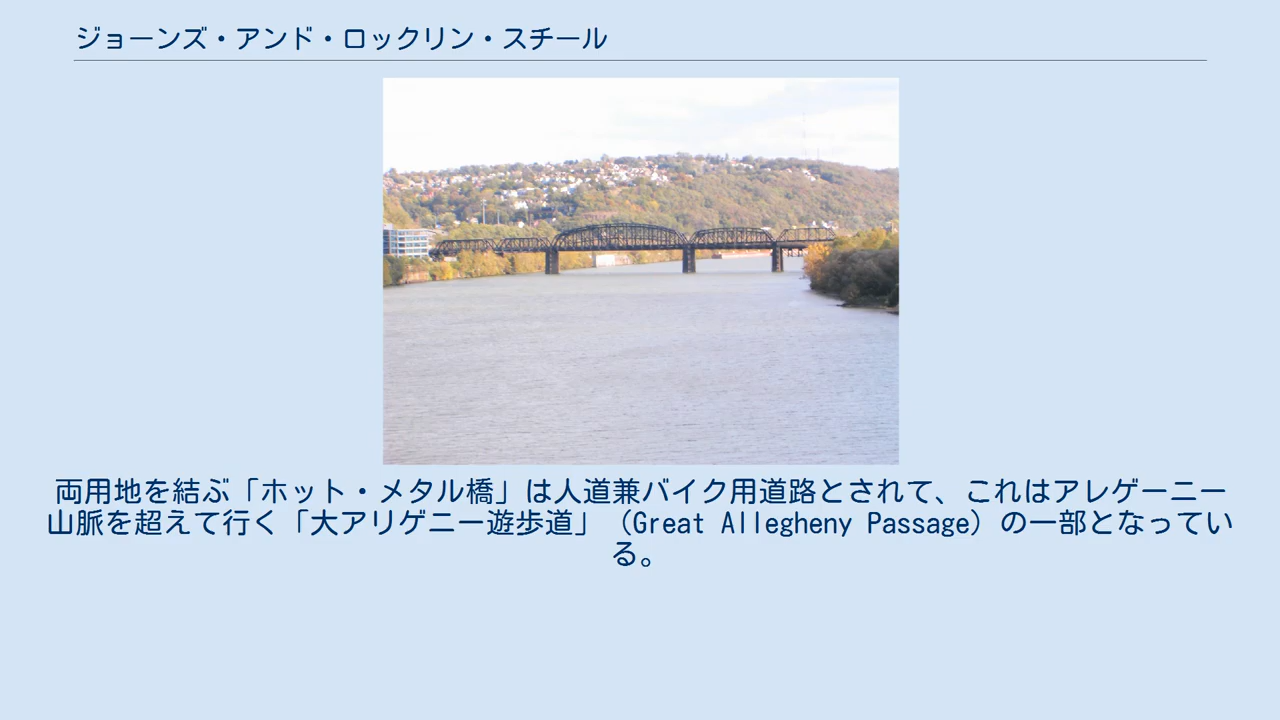 ジョーンズ・アンド・ロックリン・スチール
両用地を結ぶ「ホット・メタル橋」は人道兼バイク用道路とされて、これはアレゲーニー
山脈を超えて行く「大アリゲニー遊歩道」（Great Allegheny Passage）の一部となってい
る。